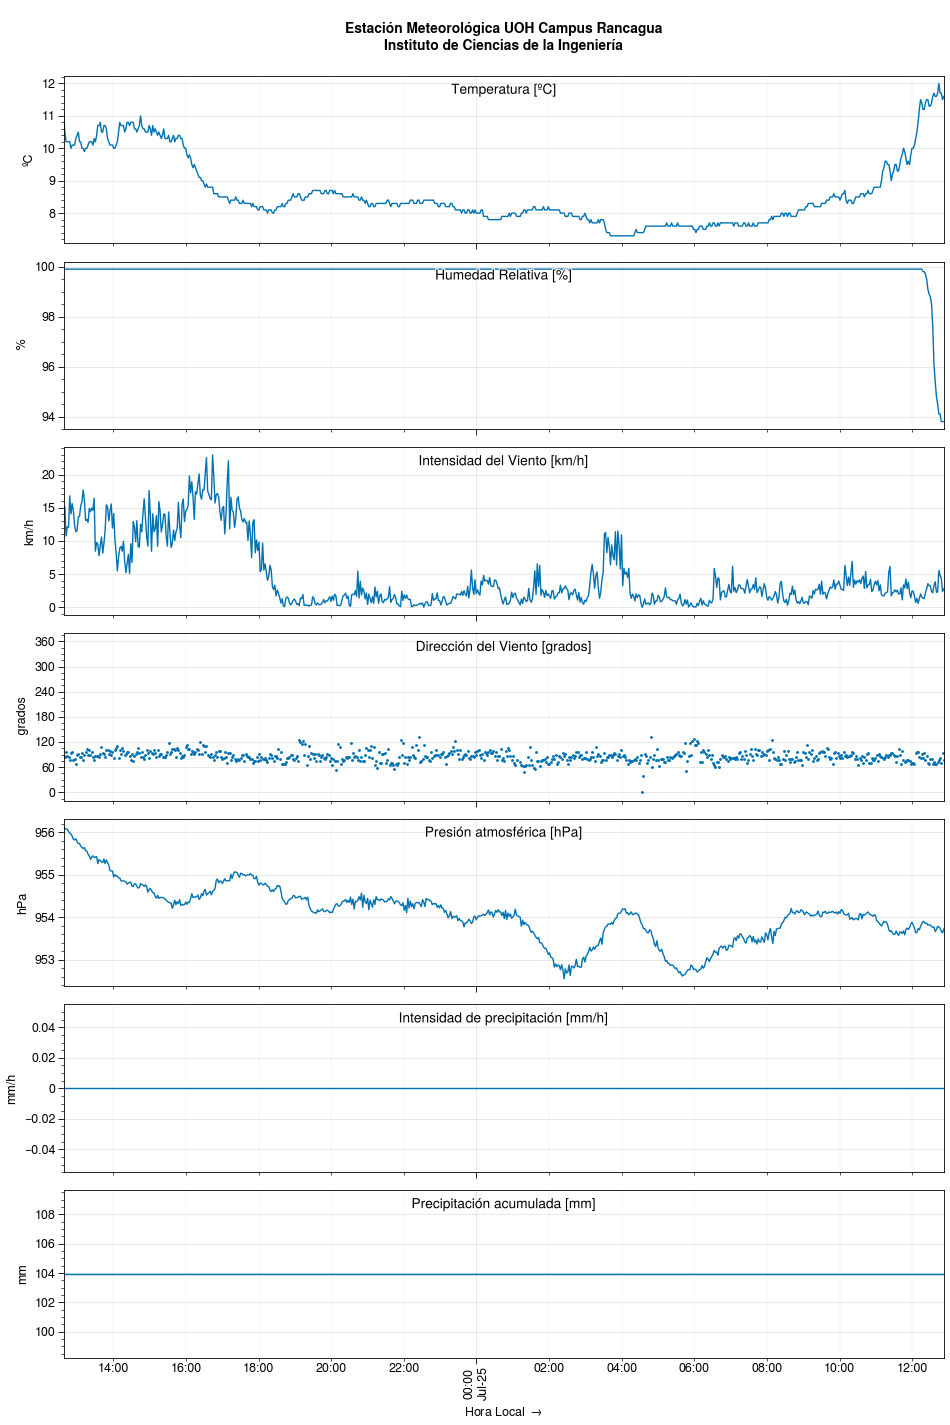 Estación Meteorológica UOH Campus Rancagua
Instituto de Ciencias de la Ingeniería
Temperatura [ºC]
ºC
12
11
10
9
8
Humedad Relativa [%]
%
100
98
96
94
Intensidad del Viento [km/h]
km/h
20
15
10
5
0
Dirección del Viento [grados]
grados
360
300
240
180
120
60
0
Presión atmosférica [hPa]
hPa
956
955
954
953
Intensidad de precipitación [mm/h]
mm/h
0.04
0.02
0
−0.02
−0.04
Precipitación acumulada [mm]
mm
108
106
104
102
100
14:00 16:00 18:00 20:00 22:00 00:00 02:00 04:00 06:00 08:00 10:00 12:00
Jul-25
Hora Local →